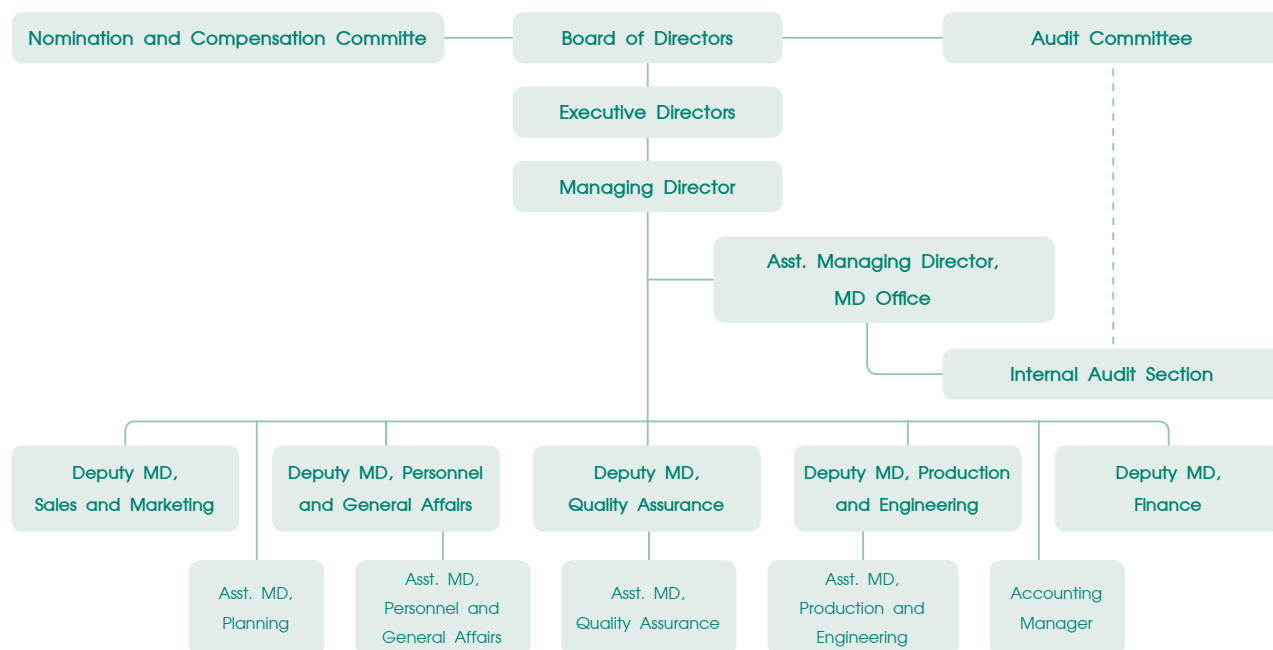 Nomination and Compensation Committe
Board of Directors
Audit Committee
Executive Directors
Managing Director
Asst. Managing Director,
MD Office
Internal Audit Section
Deputy MD,
Sales and Marketing
Deputy MD, Personnel
and General Affairs
Deputy MD,
Quality Assurance
Deputy MD, Production
and Engineering
Deputy MD,
Finance
Asst. MD,
Planning
Asst. MD,
Personnel and
General Affairs
Asst. MD,
Quality Assurance
Asst. MD,
Production and
Engineering
Accounting
Manager